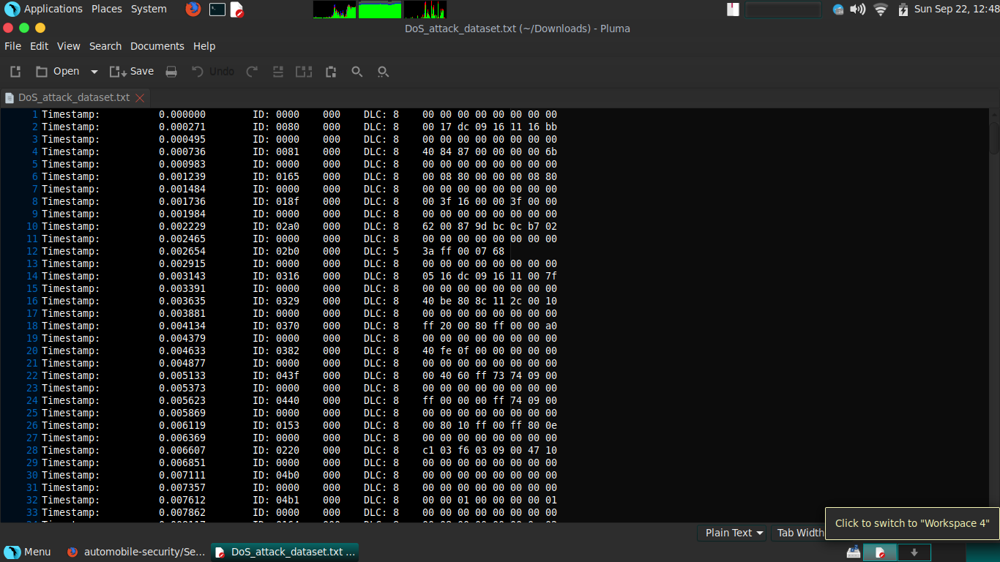 Applications Places System Sun Sep 22, 12:48
DoS_attack_dataset.txt (~/Downloads) - Pluma
File Edit View Search Documents Help
Open Save Undo
DoS_attack_dataset.txt
1 Timestamp: 0.000000 ID: 0000 000 DLC: 8 00 00 00 00 00 00 00 00
2 Timestamp: 0.000271 ID: 0080 000 DLC: 8 00 17 dc 09 16 11 16 bb
3 Timestamp: 0.000495 ID: 0000 000 DLC: 8 00 00 00 00 00 00 00 00
4 Timestamp: 0.000736 ID: 0081 000 DLC: 8 40 84 87 00 00 00 00 6b
5 Timestamp: 0.000983 ID: 0000 000 DLC: 8 00 00 00 00 00 00 00 00
6 Timestamp: 0.001239 ID: 0165 000 DLC: 8 00 08 80 00 00 00 08 80
7 Timestamp: 0.001484 ID: 0000 000 DLC: 8 00 00 00 00 00 00 00 00
8 Timestamp: 0.001736 ID: 018f 000 DLC: 8 00 3f 16 00 00 3f 00 00
9 Timestamp: 0.001984 ID: 0000 000 DLC: 8 00 00 00 00 00 00 00 00
10 Timestamp: 0.002229 ID: 02a0 000 DLC: 8 62 00 87 9d bc 0c b7 02
11 Timestamp: 0.002465 ID: 0000 000 DLC: 8 00 00 00 00 00 00 00 00
12 Timestamp: 0.002654 ID: 02b0 000 DLC: 5 3a ff 00 07 68
13 Timestamp: 0.002915 ID: 0000 000 DLC: 8 00 00 00 00 00 00 00 00
14 Timestamp: 0.003143 ID: 0316 000 DLC: 8 05 16 dc 09 16 11 00 7f
15 Timestamp: 0.003391 ID: 0000 000 DLC: 8 00 00 00 00 00 00 00 00
16 Timestamp: 0.003635 ID: 0329 000 DLC: 8 40 be 80 8c 11 2c 00 10
17 Timestamp: 0.003881 ID: 0000 000 DLC: 8 00 00 00 00 00 00 00 00
18 Timestamp: 0.004134 ID: 0370 000 DLC: 8 ff 20 00 80 ff 00 00 a0
19 Timestamp: 0.004379 ID: 0000 000 DLC: 8 00 00 00 00 00 00 00 00
20 Timestamp: 0.004633 ID: 0382 000 DLC: 8 40 fe 0f 00 00 00 00 00
21 Timestamp: 0.004877 ID: 0000 000 DLC: 8 00 00 00 00 00 00 00 00
22 Timestamp: 0.005133 ID: 043f 000 DLC: 8 00 40 60 ff 73 74 09 00
23 Timestamp: 0.005373 ID: 0000 000 DLC: 8 00 00 00 00 00 00 00 00
24 Timestamp: 0.005623 ID: 0440 000 DLC: 8 ff 00 00 00 ff 74 09 00
25 Timestamp: 0.005869 ID: 0000 000 DLC: 8 00 00 00 00 00 00 00 00
26 Timestamp: 0.006119 ID: 0153 000 DLC: 8 00 80 10 ff 00 ff 80 0e
27 Timestamp: 0.006369 ID: 0000 000 DLC: 8 00 00 00 00 00 00 00 00
28 Timestamp: 0.006607 ID: 0220 000 DLC: 8 c1 03 f6 03 09 00 47 10
29 Timestamp: 0.006851 ID: 0000 000 DLC: 8 00 00 00 00 00 00 00 00
30 Timestamp: 0.007111 ID: 04b0 000 DLC: 8 00 00 00 00 00 00 00 00
31 Timestamp: 0.007357 ID: 0000 000 DLC: 8 00 00 00 00 00 00 00 00
32 Timestamp: 0.007612 ID: 04b1 000 DLC: 8 00 00 01 00 00 00 00 01
33 Timestamp: 0.007862 ID: 0000 000 DLC: 8 00 00 00 00 00 00 00 00
Plain Text Tab Width
Click to switch to "Workspace 4"
Menu automobile-security/Se... DoS_attack_dataset.txt ...